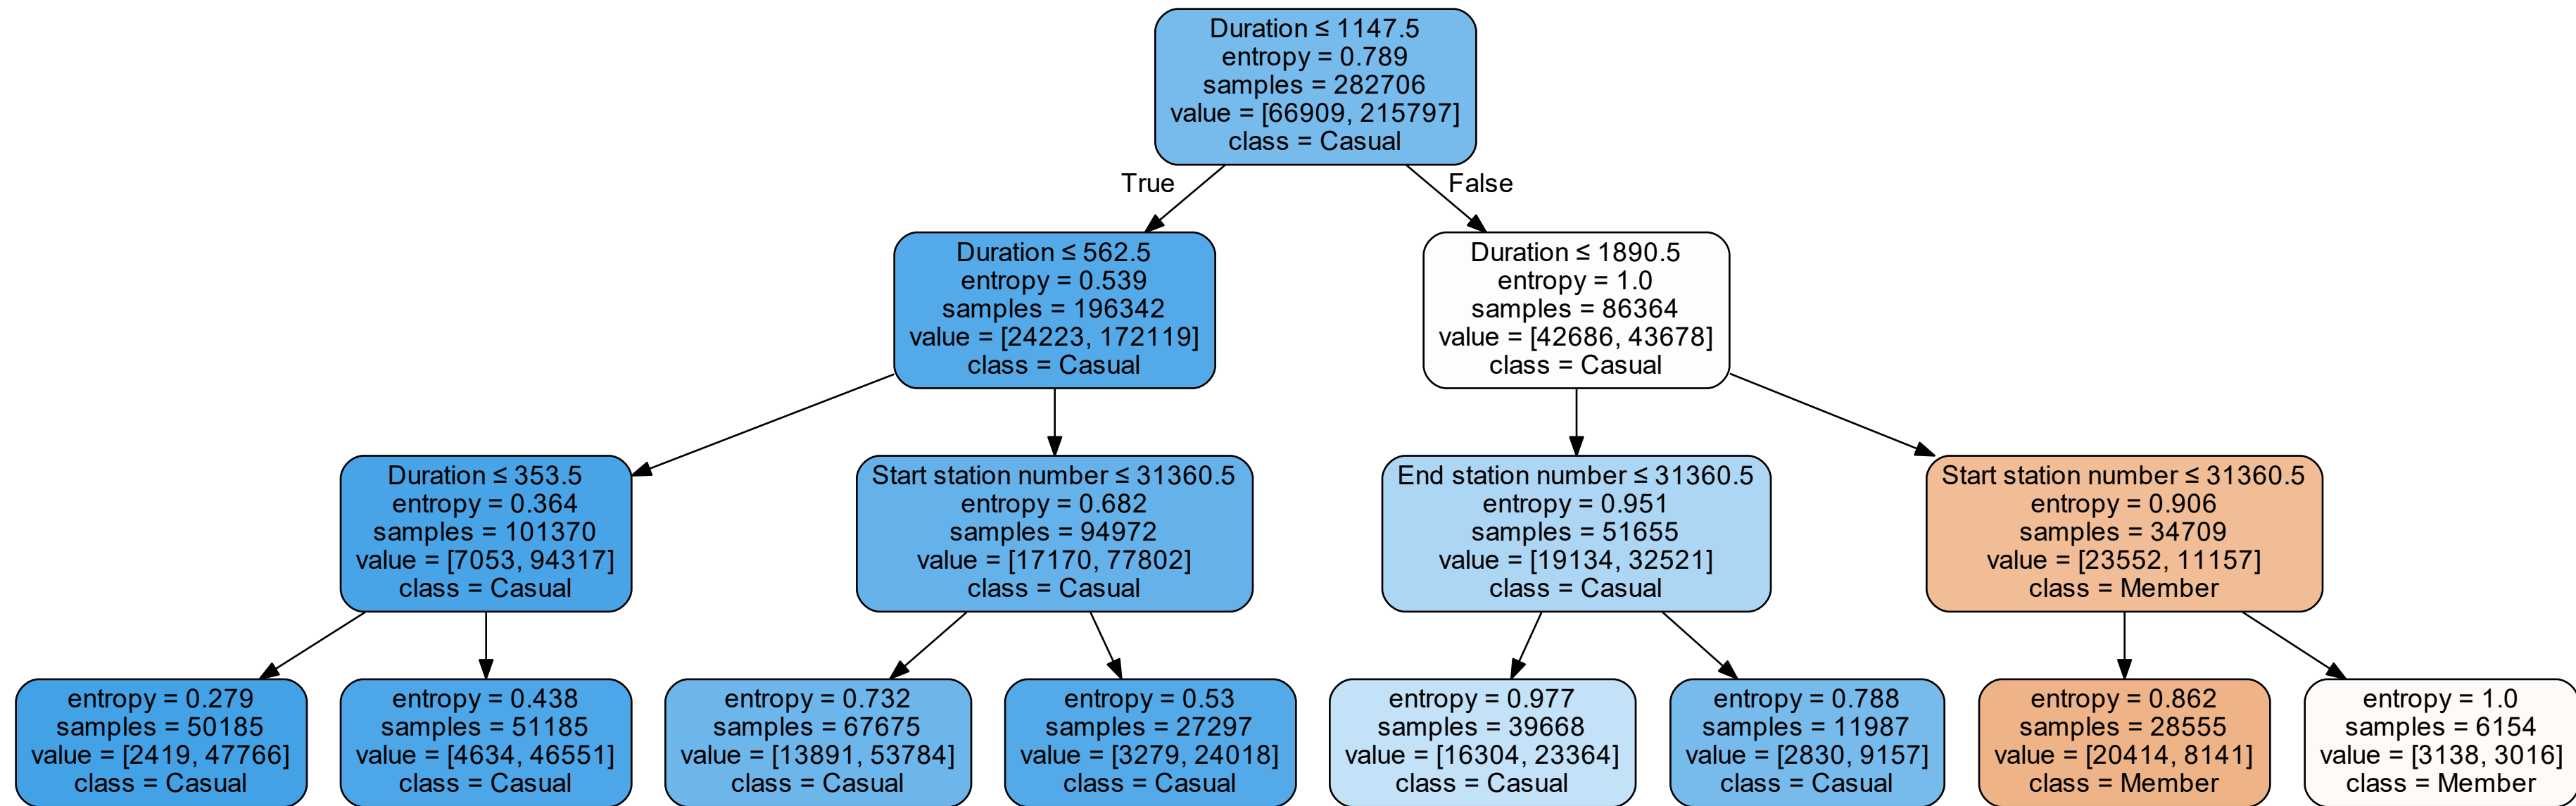 Duration ≤ 1147.5
entropy = 0.789
samples = 282706
value = [66909, 215797]
class = Casual
True
False
Duration ≤ 562.5
entropy = 0.539
samples = 196342
value = [24223, 172119]
class = Casual
Duration ≤ 1890.5
entropy = 1.0
samples = 86364
value = [42686, 43678]
class = Casual
Duration ≤ 353.5
entropy = 0.364
samples = 101370
value = [7053, 94317]
class = Casual
Start station number ≤ 31360.5
entropy = 0.682
samples = 94972
value = [17170, 77802]
class = Casual
End station number ≤ 31360.5
entropy = 0.951
samples = 51655
value = [19134, 32521]
class = Casual
Start station number ≤ 31360.5
entropy = 0.906
samples = 34709
value = [23552, 11157]
class = Member
entropy = 0.279
samples = 50185
value = [2419, 47766]
class = Casual
entropy = 0.438
samples = 51185
value = [4634, 46551]
class = Casual
entropy = 0.732
samples = 67675
value = [13891, 53784]
class = Casual
entropy = 0.53
samples = 27297
value = [3279, 24018]
class = Casual
entropy = 0.977
samples = 39668
value = [16304, 23364]
class = Casual
entropy = 0.788
samples = 11987
value = [2830, 9157]
class = Casual
entropy = 0.862
samples = 28555
value = [20414, 8141]
class = Member
entropy = 1.0
samples = 6154
value = [3138, 3016]
class = Member